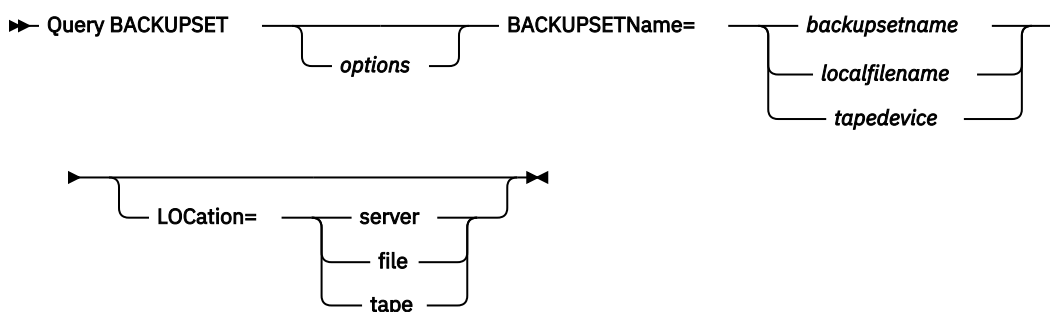 Query BACKUPSET options BACKUPSETName= backupsetname
localfilename
tapedevice
LOCation= server
file
tape